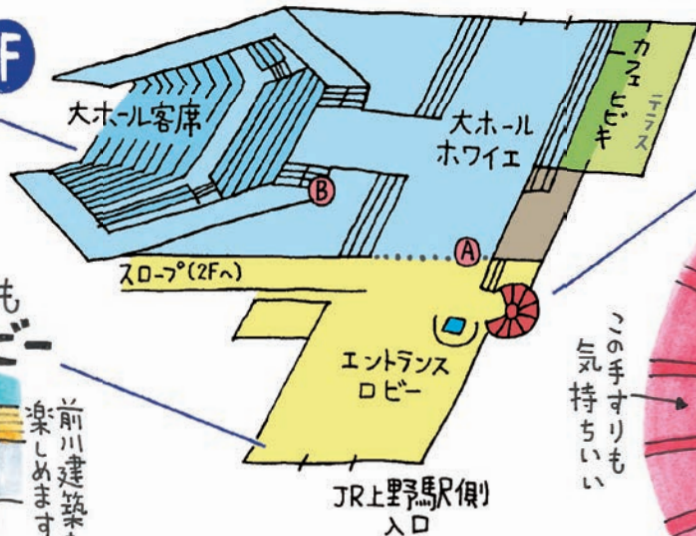 F
大ホール客席
大ホール
ホワイエ
カフェ ヒビキ
テラス
B
A
スロープ(2Fへ)
エントランス
ロビー
JR上野駅側
入口
も
ビー
前川建築
楽しめます
この手すりも
気持ちいい